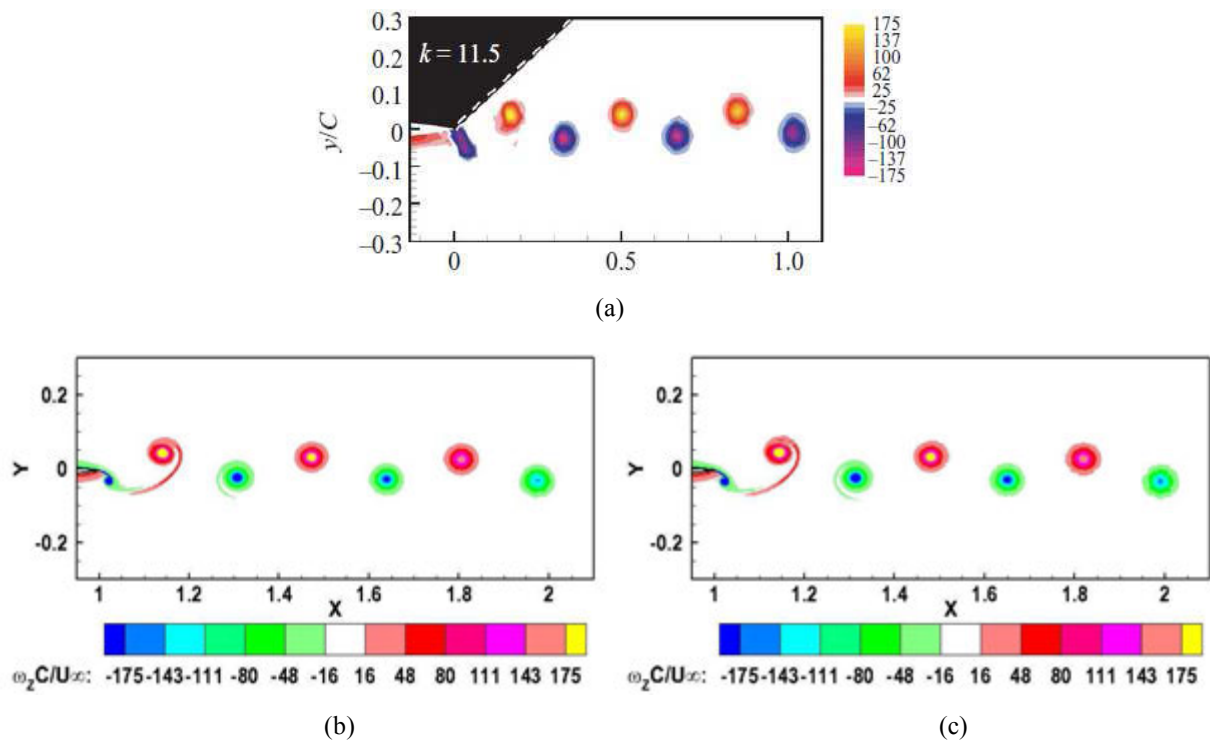 k = 11.5
y/C
0.3
0.2
0.1
0
−0.1
−0.2
−0.3
0 0.5 1.0
175
137
100
62
25
−25
−62
−100
−137
−175
(a)
Y
0.2
0
-0.2
1 1.2 1.4 1.6 1.8 2
X
ωzC/U∞: -175 -143 -111 -80 -48 -16 16 48 80 111 143 175
(b)
Y
0.2
0
-0.2
1 1.2 1.4 1.6 1.8 2
X
ωzC/U∞: -175 -143 -111 -80 -48 -16 16 48 80 111 143 175
(c)